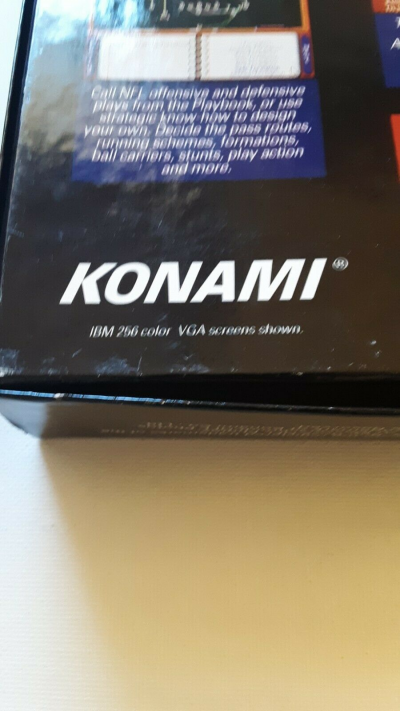 Call NFL offensive and defensive
plays from the Playbook, or use
strategic know how to design
your own. Decide the pass routes,
running schemes, formations,
ball carriers, stunts, play action
and more.
T
A
KONAMI®
IBM 256 color VGA screens shown.